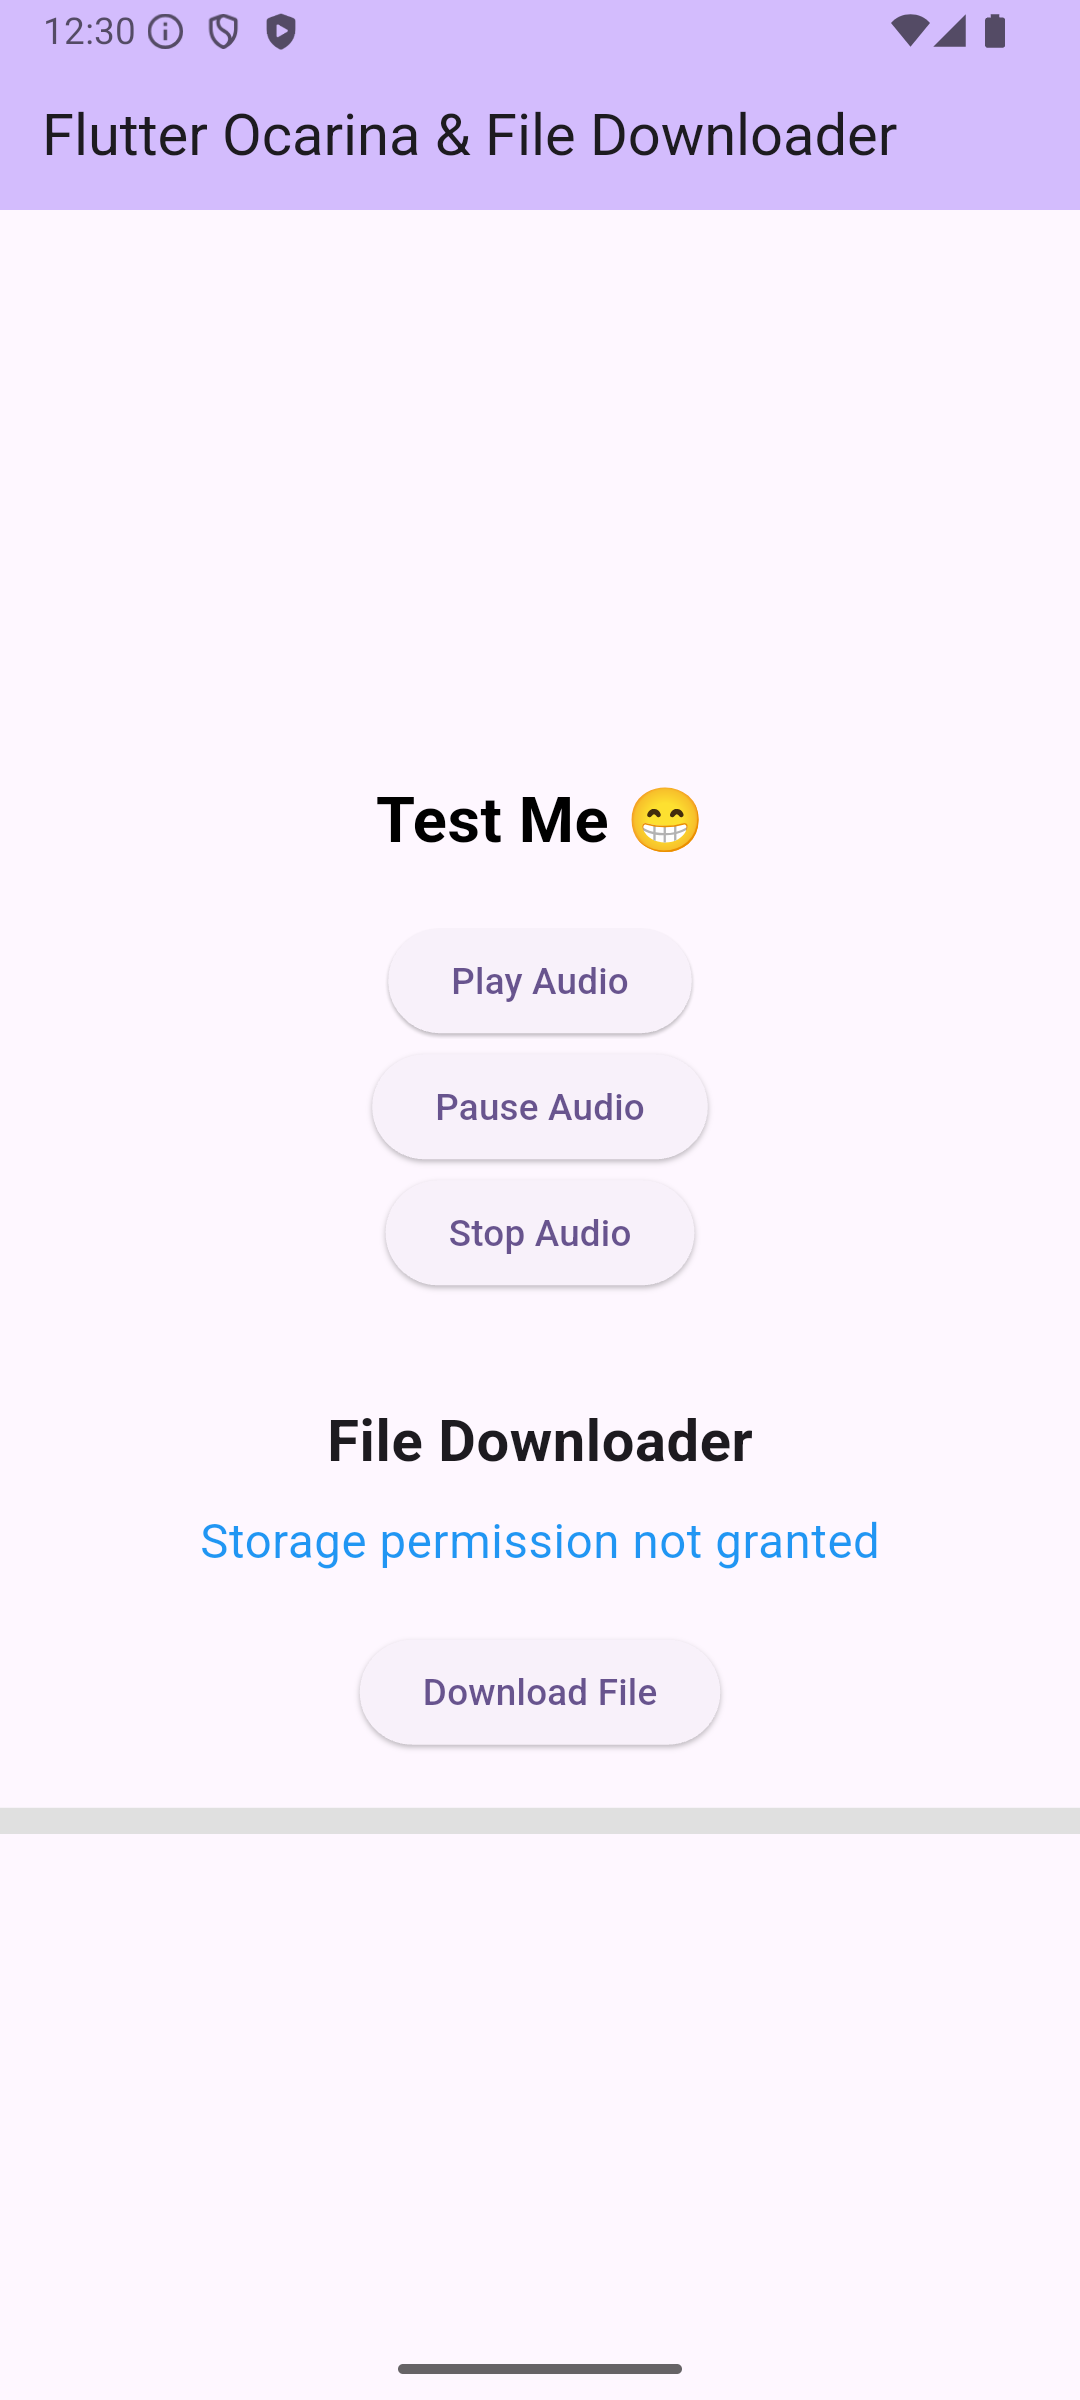 12:30
Flutter Ocarina & File Downloader
Test Me 😁
Play Audio
Pause Audio
Stop Audio
File Downloader
Storage permission not granted
Download File